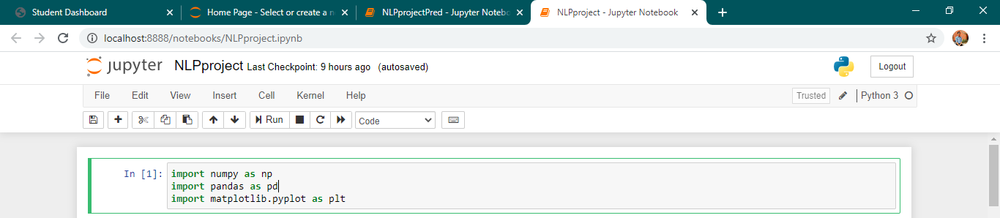 Student Dashboard
Home Page - Select or create a n
NLPprojectPred - Jupyter Notebo
NLPproject - Jupyter Notebook
localhost:8888/notebooks/NLPproject.ipynb
jupyter NLPproject Last Checkpoint: 9 hours ago (autosaved)
Logout
File Edit View Insert Cell Kernel Help
Trusted Python 3
Run Code
In [1]: import numpy as np
import pandas as pd
import matplotlib.pyplot as plt